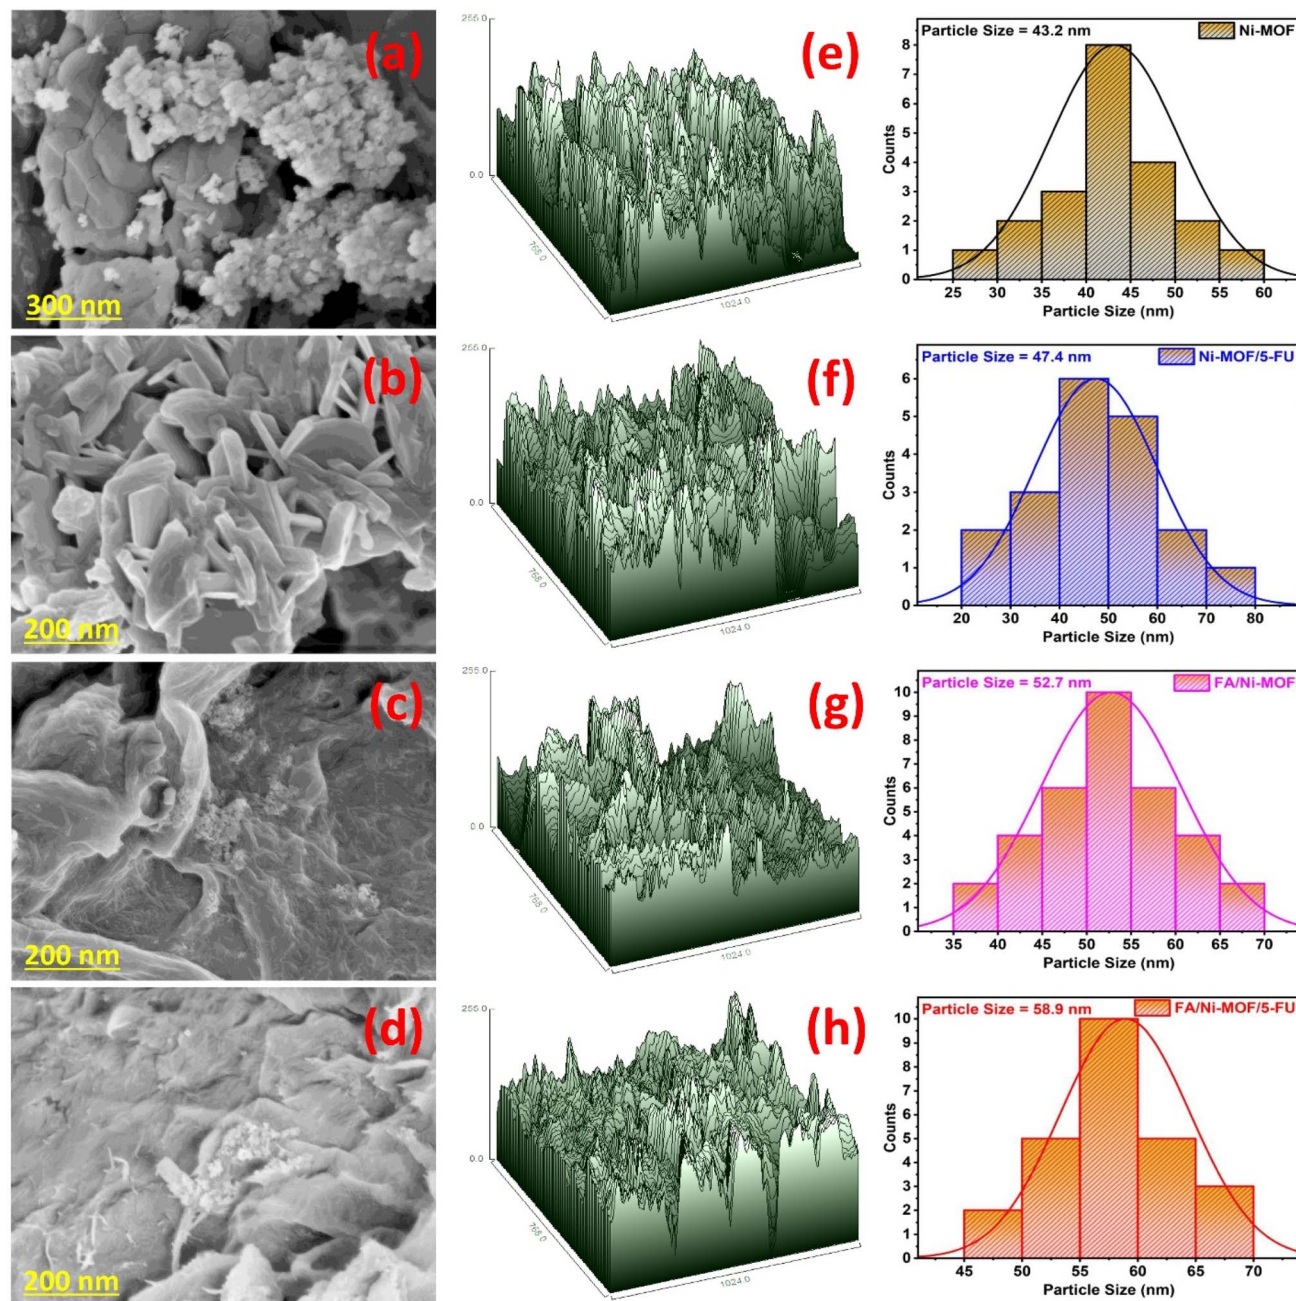 (a)
300 nm
255.0
(e)
0.0
768.0
1024.0
Particle Size = 43.2 nm
Ni-MOF
Counts
8
7
6
5
4
3
2
1
0
25 30 35 40 45 50 55 60
Particle Size (nm)
(b)
200 nm
255.0
(f)
0.0
768.0
1024.0
Particle Size = 47.4 nm
Ni-MOF/5-FU
Counts
6
5
4
3
2
1
0
20 30 40 50 60 70 80
Particle Size (nm)
(c)
200 nm
255.0
(g)
0.0
768.0
1024.0
Particle Size = 52.7 nm
FA/Ni-MOF
Counts
10
9
8
7
6
5
4
3
2
1
0
35 40 45 50 55 60 65 70
Particle Size (nm)
(d)
200 nm
255.0
(h)
0.0
768.0
1024.0
Particle Size = 58.9 nm
FA/Ni-MOF/5-FU
Counts
10
9
8
7
6
5
4
3
2
1
0
45 50 55 60 65 70
Particle Size (nm)